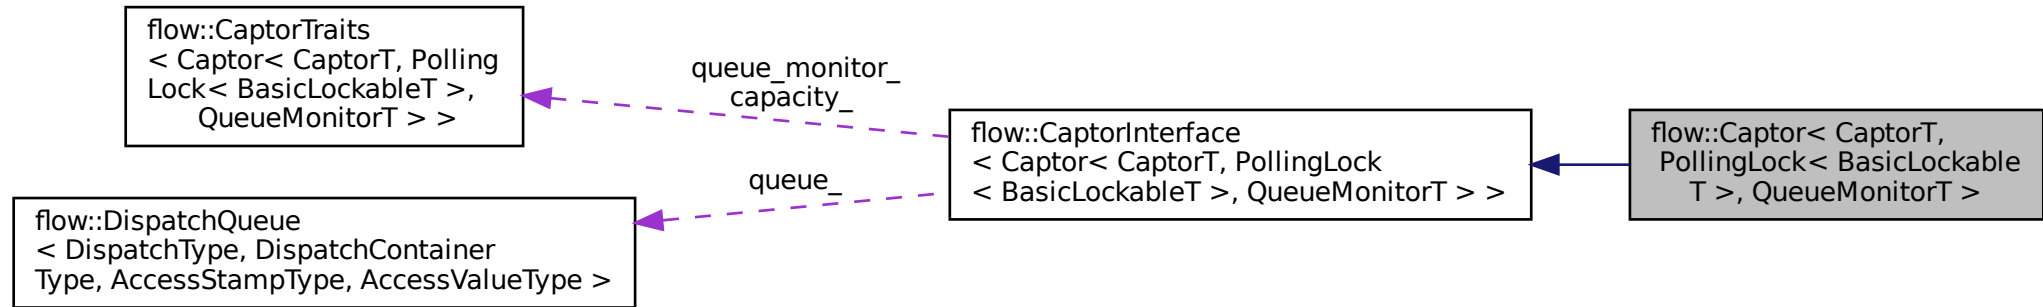 flow::CaptorTraits
< Captor< CaptorT, Polling
Lock< BasicLockableT >,
QueueMonitorT > >
queue_monitor_
capacity_
flow::CaptorInterface
< Captor< CaptorT, PollingLock
< BasicLockableT >, QueueMonitorT > >
flow::Captor< CaptorT,
PollingLock< BasicLockable
T >, QueueMonitorT >
queue_
flow::DispatchQueue
< DispatchType, DispatchContainer
Type, AccessStampType, AccessValueType >